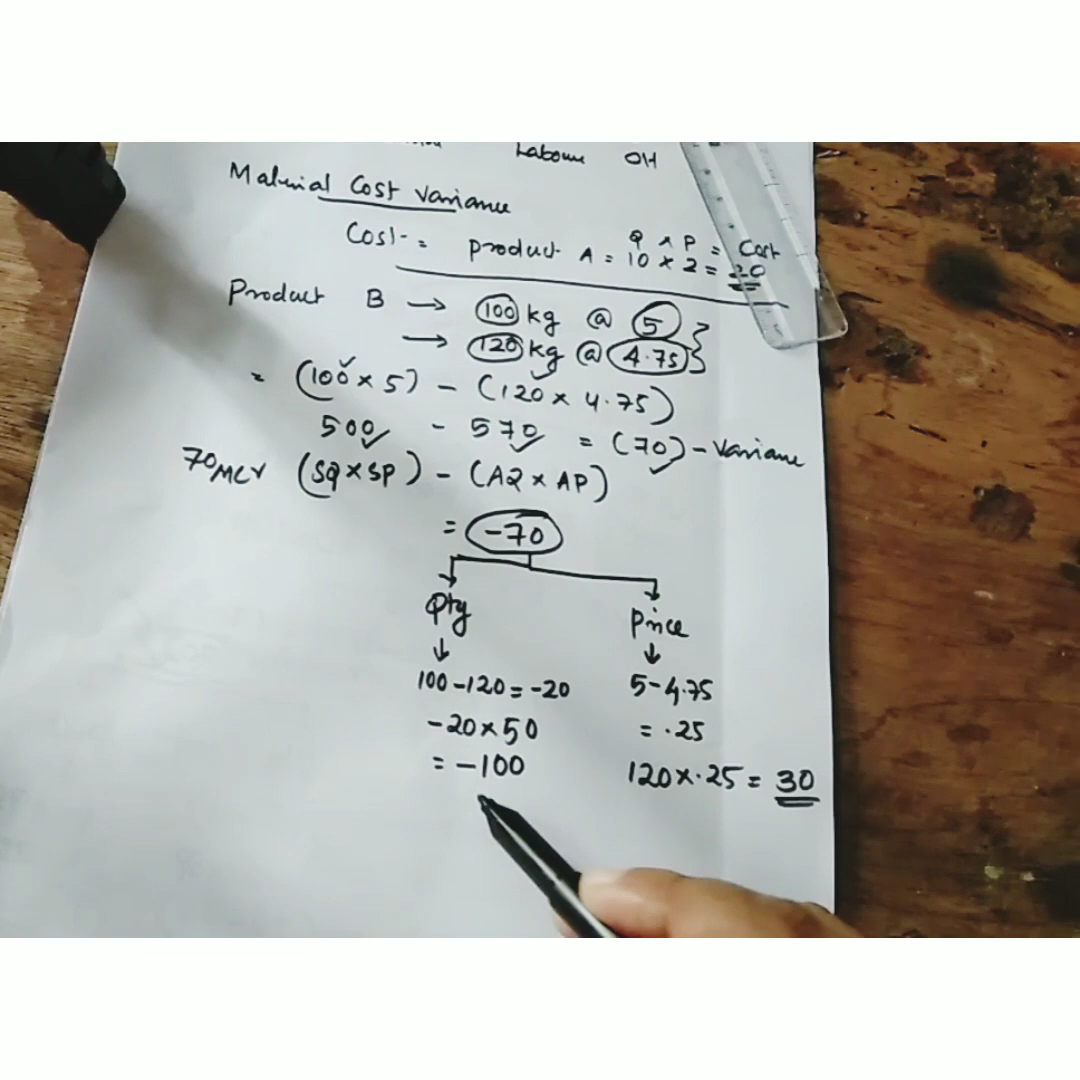 Labour OH
Material Cost Variance
Cost = Product A = Q x P = Cost
10 x 2 = 20
Product B → 100 kg @ 5
→ 120 kg @ 4.75
= (100 x 5) - (120 x 4.75)
500 - 570 = (70) - Variance
70 MCV (SQ x SP) - (AQ x AP)
= -70
Qty Price
↓ ↓
100-120 = -20 5-4.75
-20 x 50 = .25
= -100 120 x .25 = 30